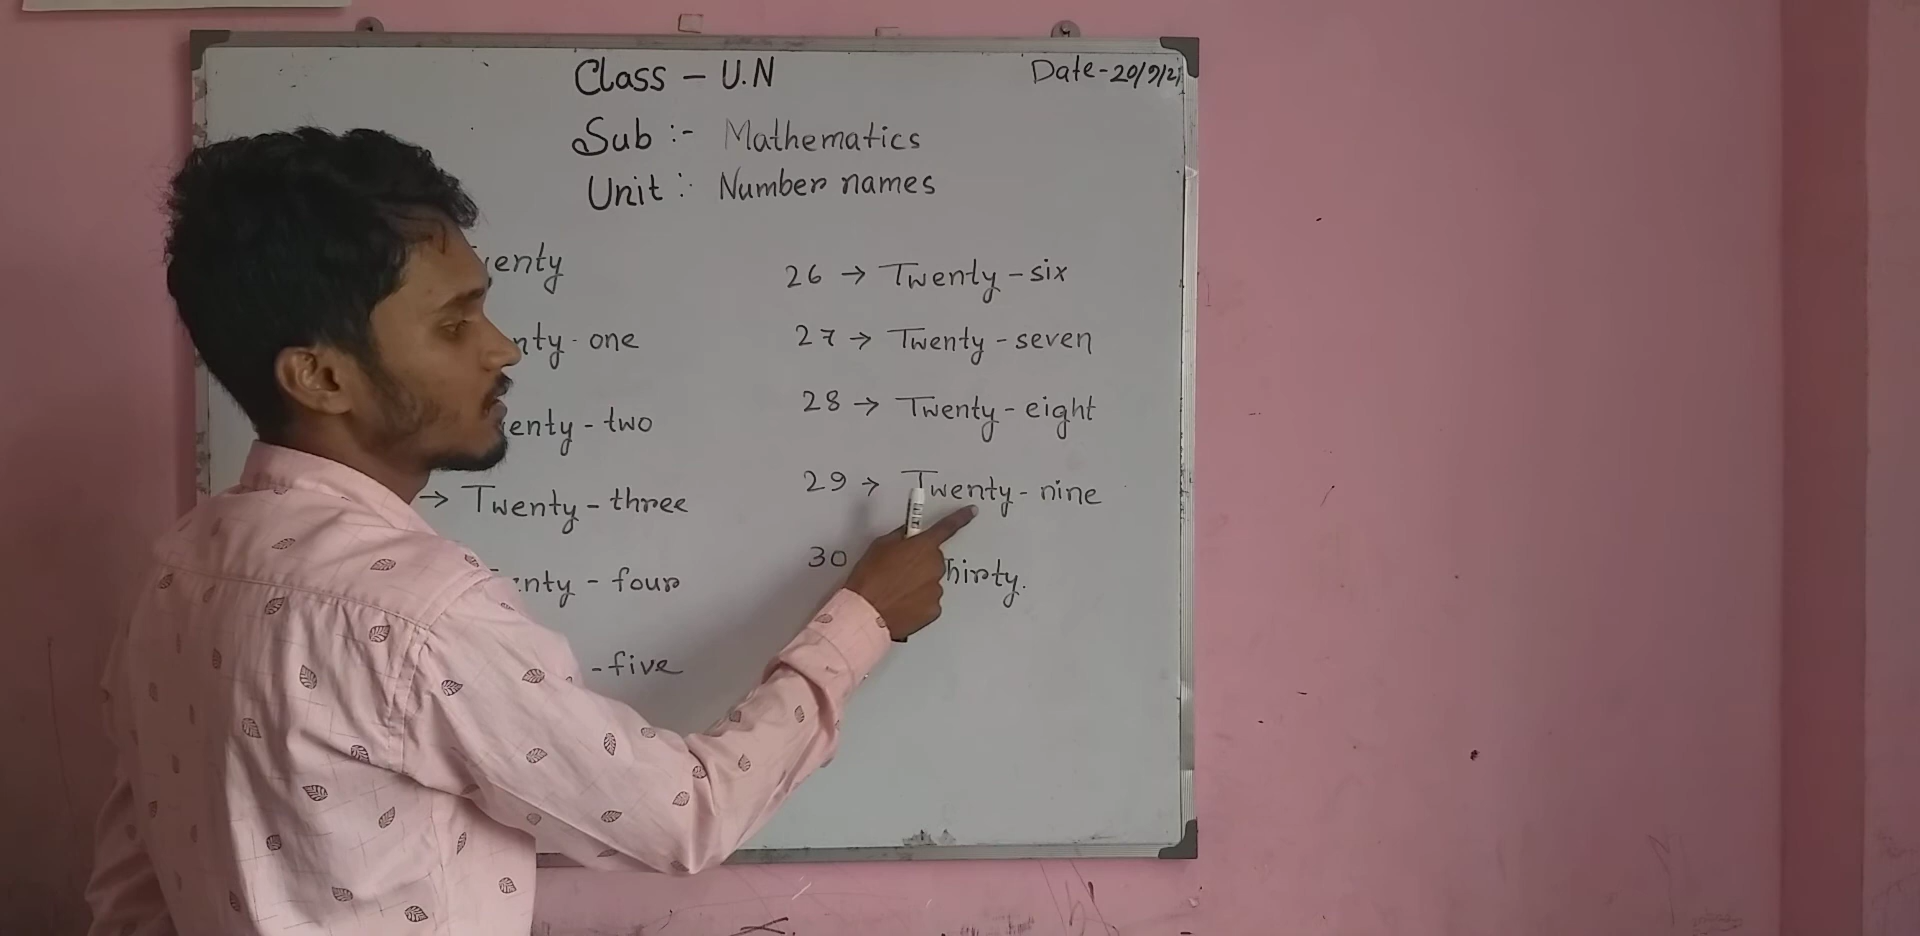 Class - U.N
Date-20/9/21
Sub :- Mathematics
Unit : Number names
enty
nty - one
enty - two
→ Twenty - three
nty - four
- five
26 → Twenty - six
27 → Twenty - seven
28 → Twenty - eight
29 → Twenty - nine
30 hirty.